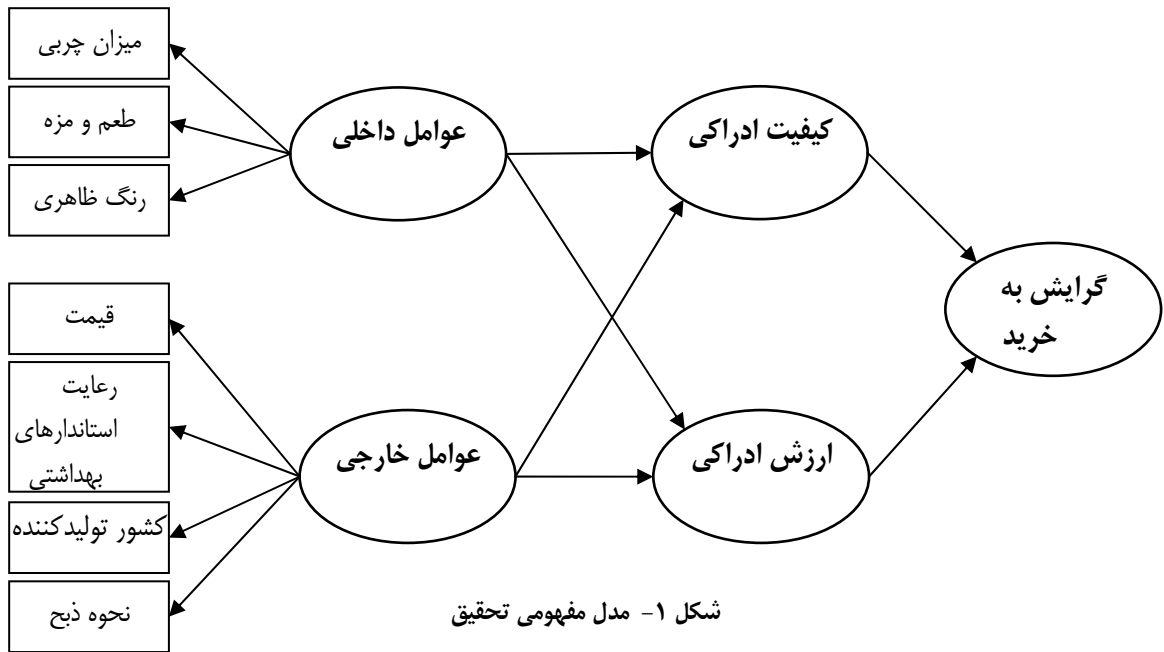 میزان چربی
طعم و مزه
رنگ ظاهری
قیمت
رعایت
استاندارهای
بهداشتی
کشور تولیدکننده
نحوه ذبح
عوامل داخلی
عوامل خارجی
کیفیت ادراکی
ارزش ادراکی
گرایش به
خرید
شکل ۱- مدل مفهومی تحقیق